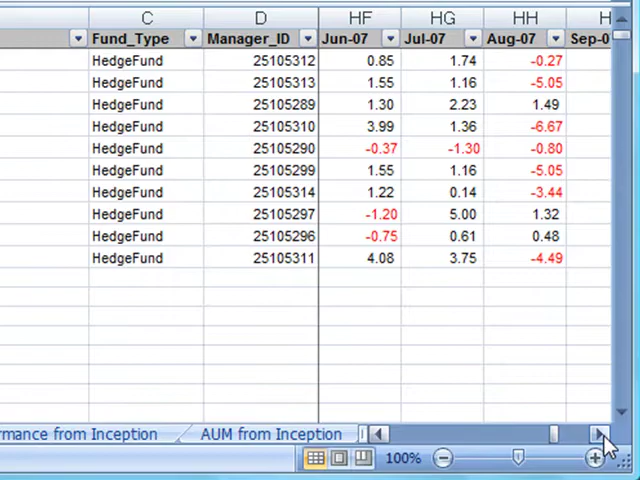 C D HF HG HH H
Fund_Type Manager_ID Jun-07 Jul-07 Aug-07 Sep-0
HedgeFund 25105312 0.85 1.74 -0.27
HedgeFund 25105313 1.55 1.16 -5.05
HedgeFund 25105289 1.30 2.23 1.49
HedgeFund 25105310 3.99 1.36 -6.67
HedgeFund 25105290 -0.37 -1.30 -0.80
HedgeFund 25105299 1.55 1.16 -5.05
HedgeFund 25105314 1.22 0.14 -3.44
HedgeFund 25105297 -1.20 5.00 1.32
HedgeFund 25105296 -0.75 0.61 0.48
HedgeFund 25105311 4.08 3.75 -4.49
rmance from Inception AUM from Inception
100%